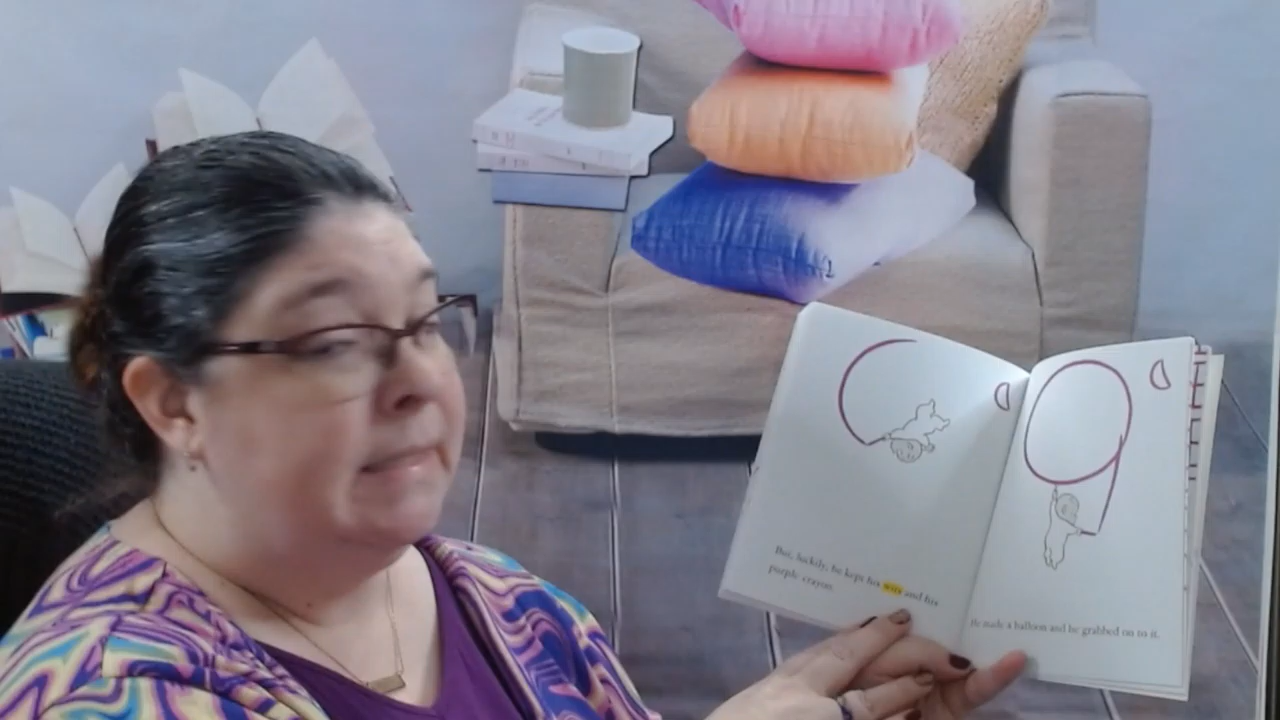 But, luckily, he kept his wits and his
purple crayon.
He made a balloon and he grabbed on to it.